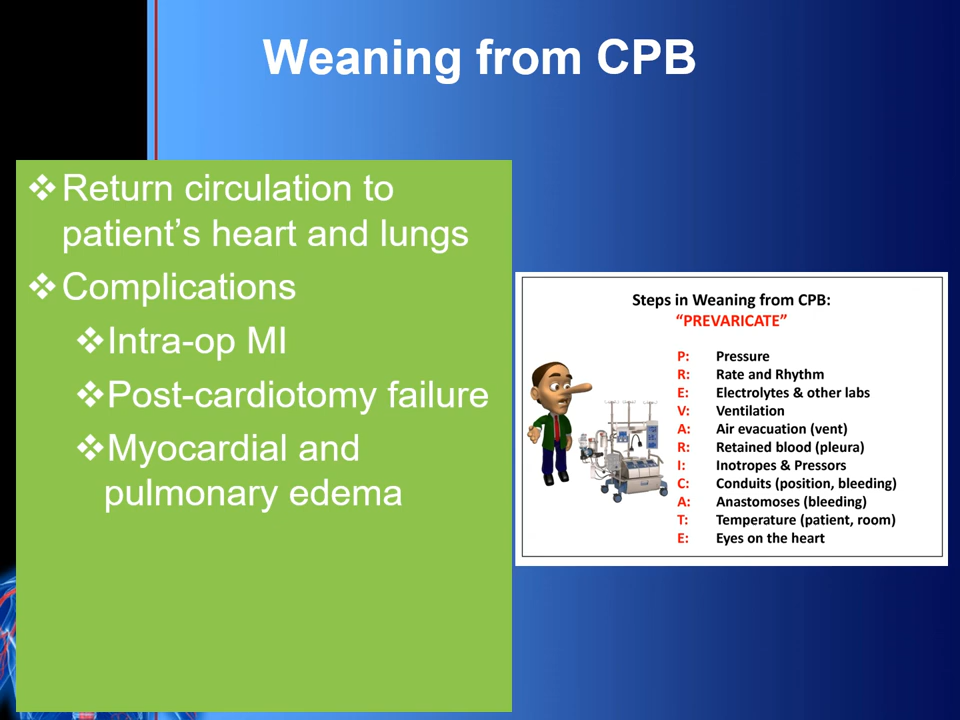 Weaning from CPB
❖Return circulation to
patient’s heart and lungs
❖Complications
❖Intra-op MI
❖Post-cardiotomy failure
❖Myocardial and
pulmonary edema
Steps in Weaning from CPB:
“PREVARICATE”
P: Pressure
R: Rate and Rhythm
E: Electrolytes & other labs
V: Ventilation
A: Air evacuation (vent)
R: Retained blood (pleura)
I: Inotropes & Pressors
C: Conduits (position, bleeding)
A: Anastomoses (bleeding)
T: Temperature (patient, room)
E: Eyes on the heart